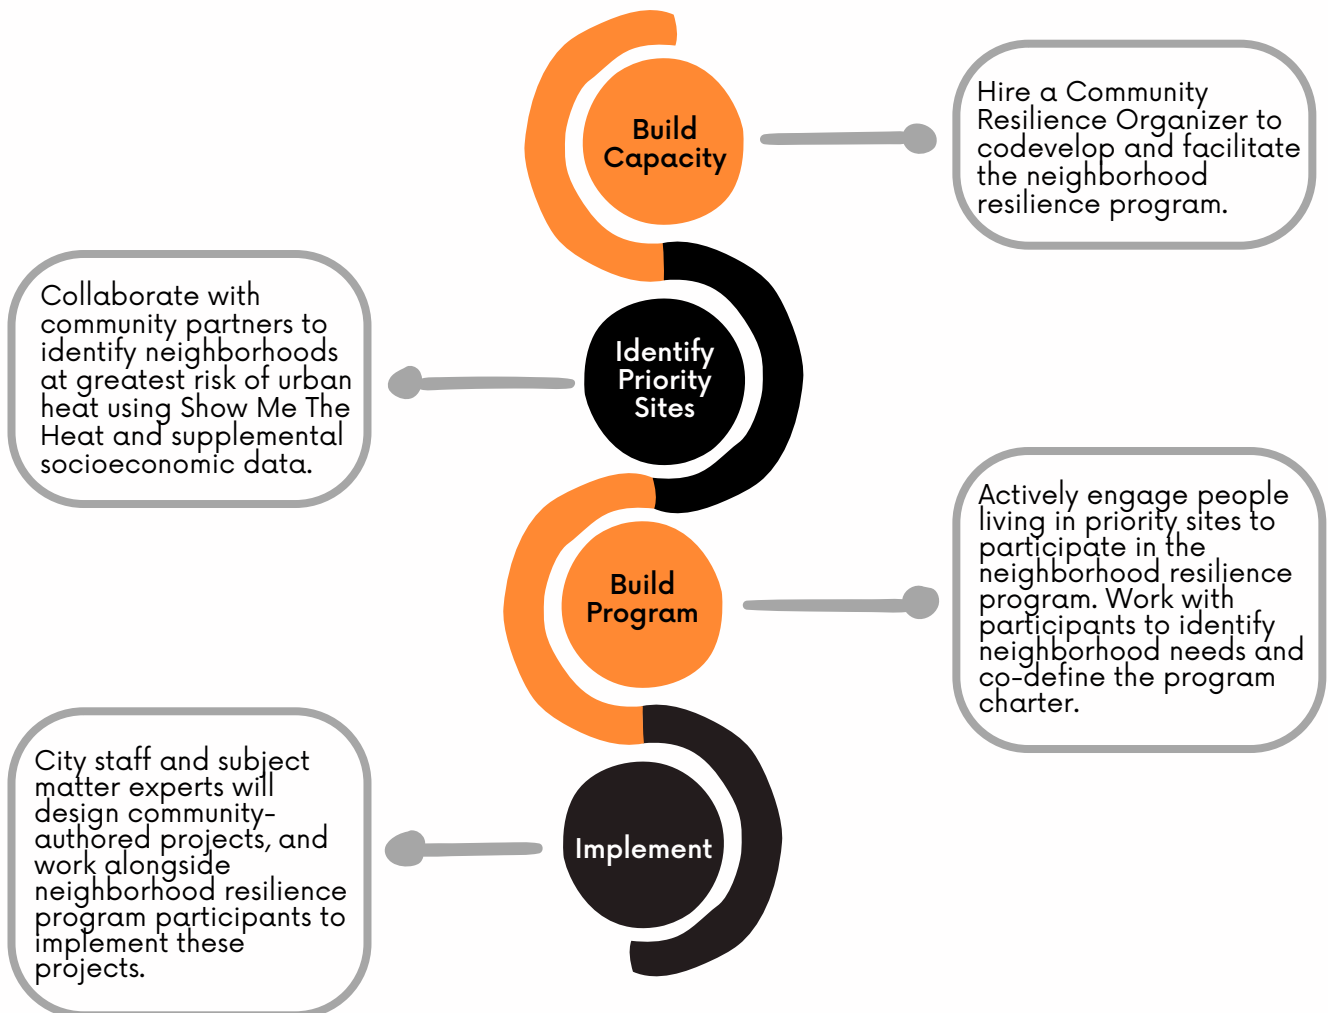 Build
Capacity
Hire a Community
Resilience Organizer to
codevelop and facilitate
the neighborhood
resilience program.
Identify
Priority
Sites
Collaborate with
community partners to
identify neighborhoods
at greatest risk of urban
heat using Show Me The
Heat and supplemental
socioeconomic data.
Build
Program
Actively engage people
living in priority sites to
participate in the
neighborhood resilience
program. Work with
participants to identify
neighborhood needs and
co-define the program
charter.
Implement
City staff and subject
matter experts will
design community-
authored projects, and
work alongside
neighborhood resilience
program participants to
implement these
projects.